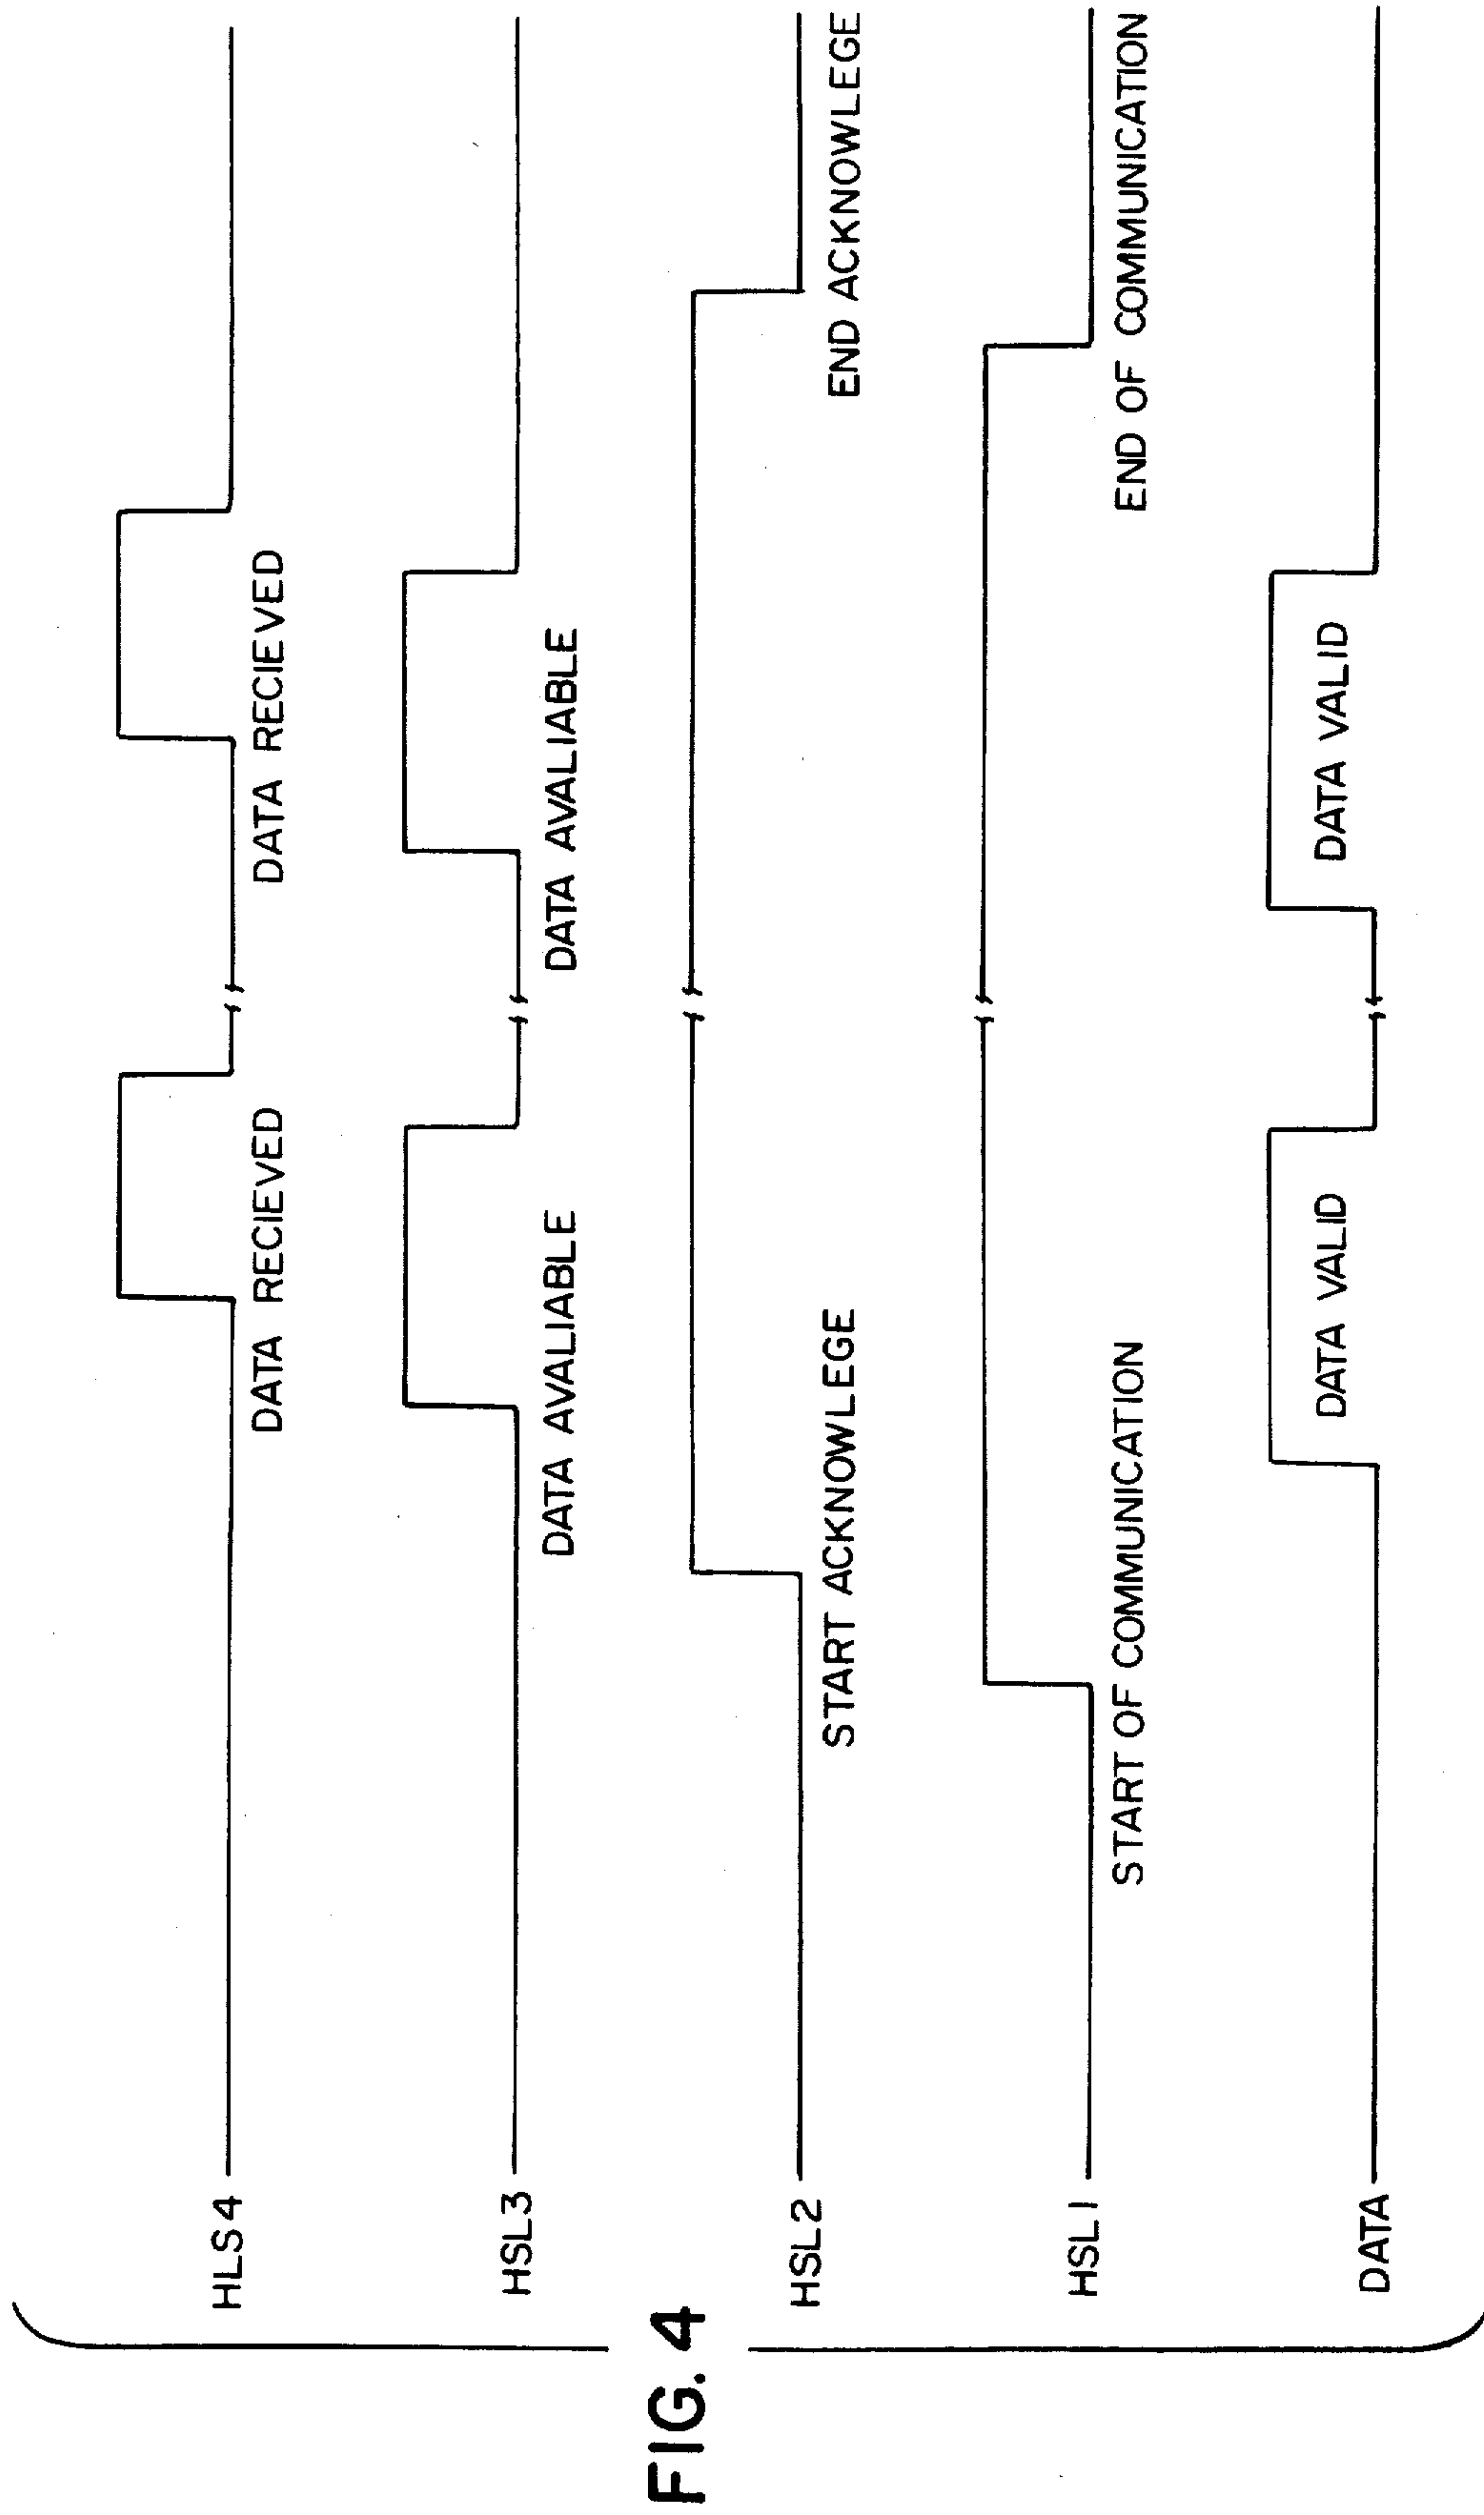 FIG. 4
HLS4
DATA RECIEVED
DATA RECIEVED
HSL3
DATA AVALIABLE
DATA AVALIABLE
HSL2
START ACKNOWLEGE
END ACKNOWLEGE
HSL1
START OF COMMUNICATION
END OF COMMUNICATION
DATA
DATA VALID
DATA VALID